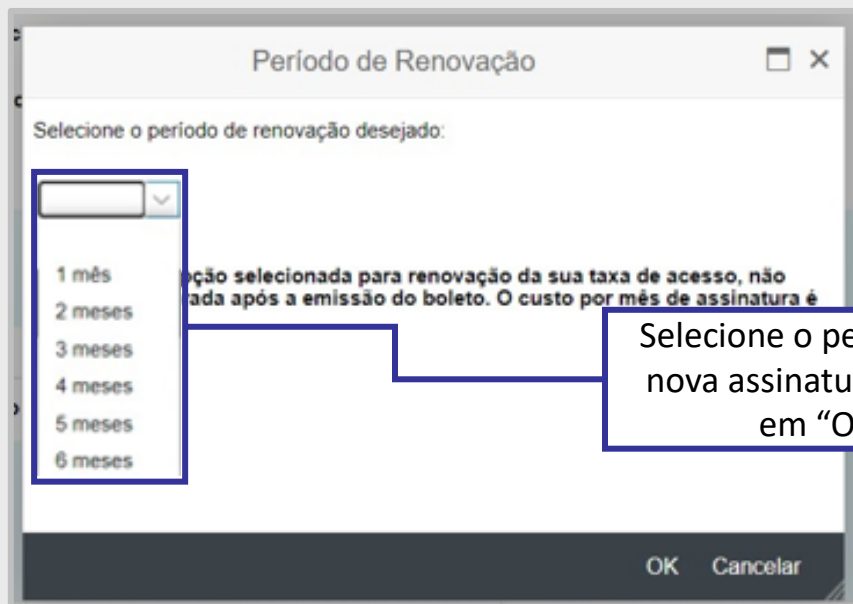 Período de Renovação
Selecione o período de renovação desejado:
1 mês
pção selecionada para renovação da sua taxa de acesso, não
2 meses
rada após a emissão do boleto. O custo por mês de assinatura é
3 meses
4 meses
5 meses
6 meses
Selecione o pe
nova assinatu
em “O
OK Cancelar